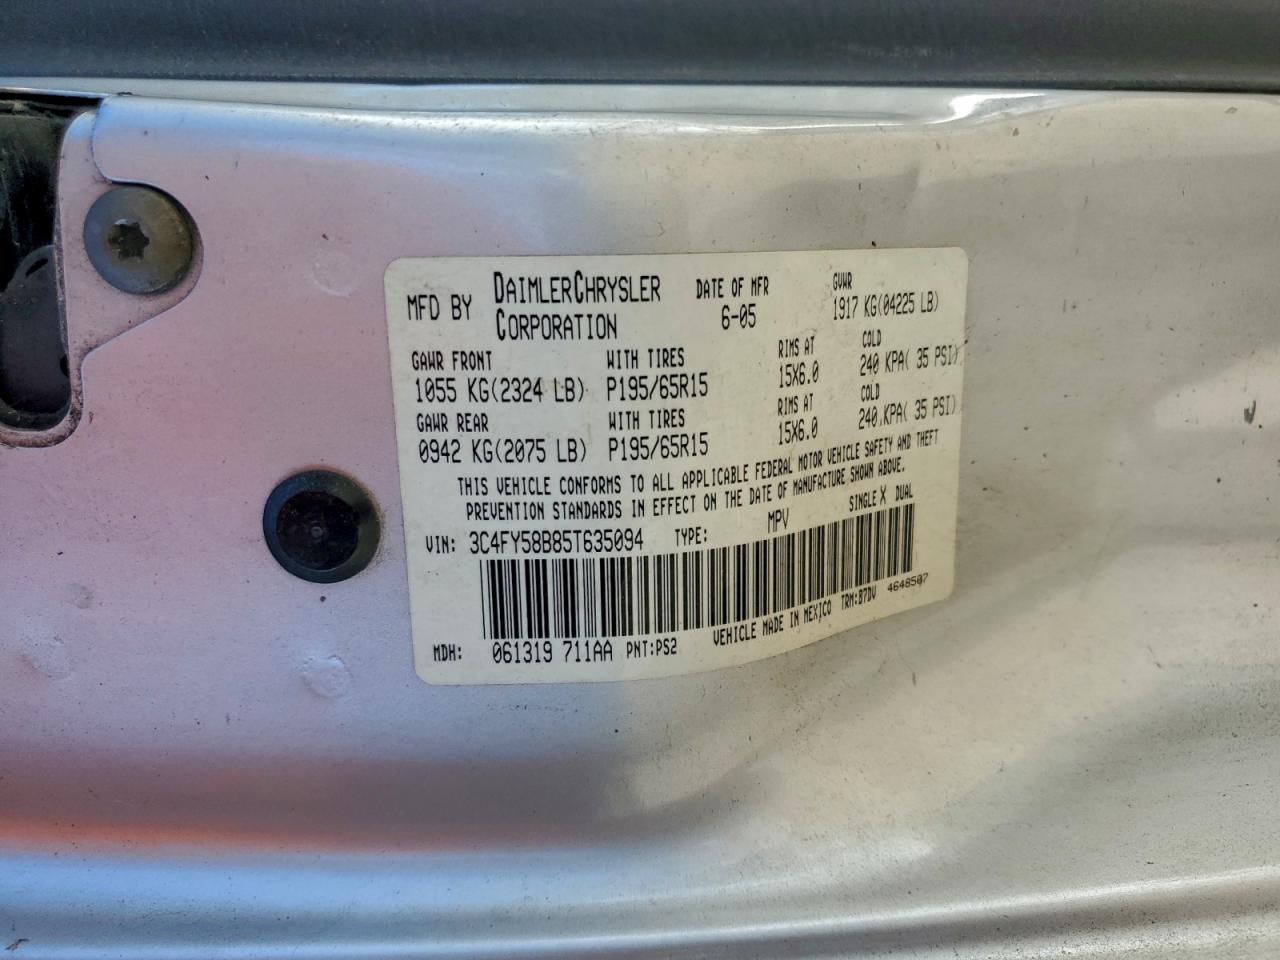 MFD BY DAIMLERCHRYSLER CORPORATION DATE OF MFR 6-05 GVWR 1917 KG(04225 LB)
GAWR FRONT WITH TIRES RIMS AT COLD
1055 KG(2324 LB) P195/65R15 15X6.0 240 KPA( 35 PSI)
GAWR REAR WITH TIRES RIMS AT COLD
0942 KG(2075 LB) P195/65R15 15X6.0 240 KPA( 35 PSI)
THIS VEHICLE CONFORMS TO ALL APPLICABLE FEDERAL MOTOR VEHICLE SAFETY AND THEFT
PREVENTION STANDARDS IN EFFECT ON THE DATE OF MANUFACTURE SHOWN ABOVE.
VIN: 3C4FY58B85T635094 TYPE: MPV SINGLE X DUAL
MDH: 061319 711AA PNT:PS2 VEHICLE MADE IN MEXICO TRM:B7DV 4648507